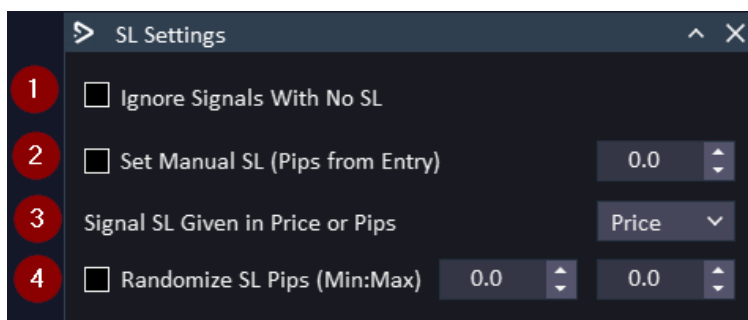 SL Settings
1 Ignore Signals With No SL
2 Set Manual SL (Pips from Entry) 0.0
3 Signal SL Given in Price or Pips Price
4 Randomize SL Pips (Min:Max) 0.0 0.0